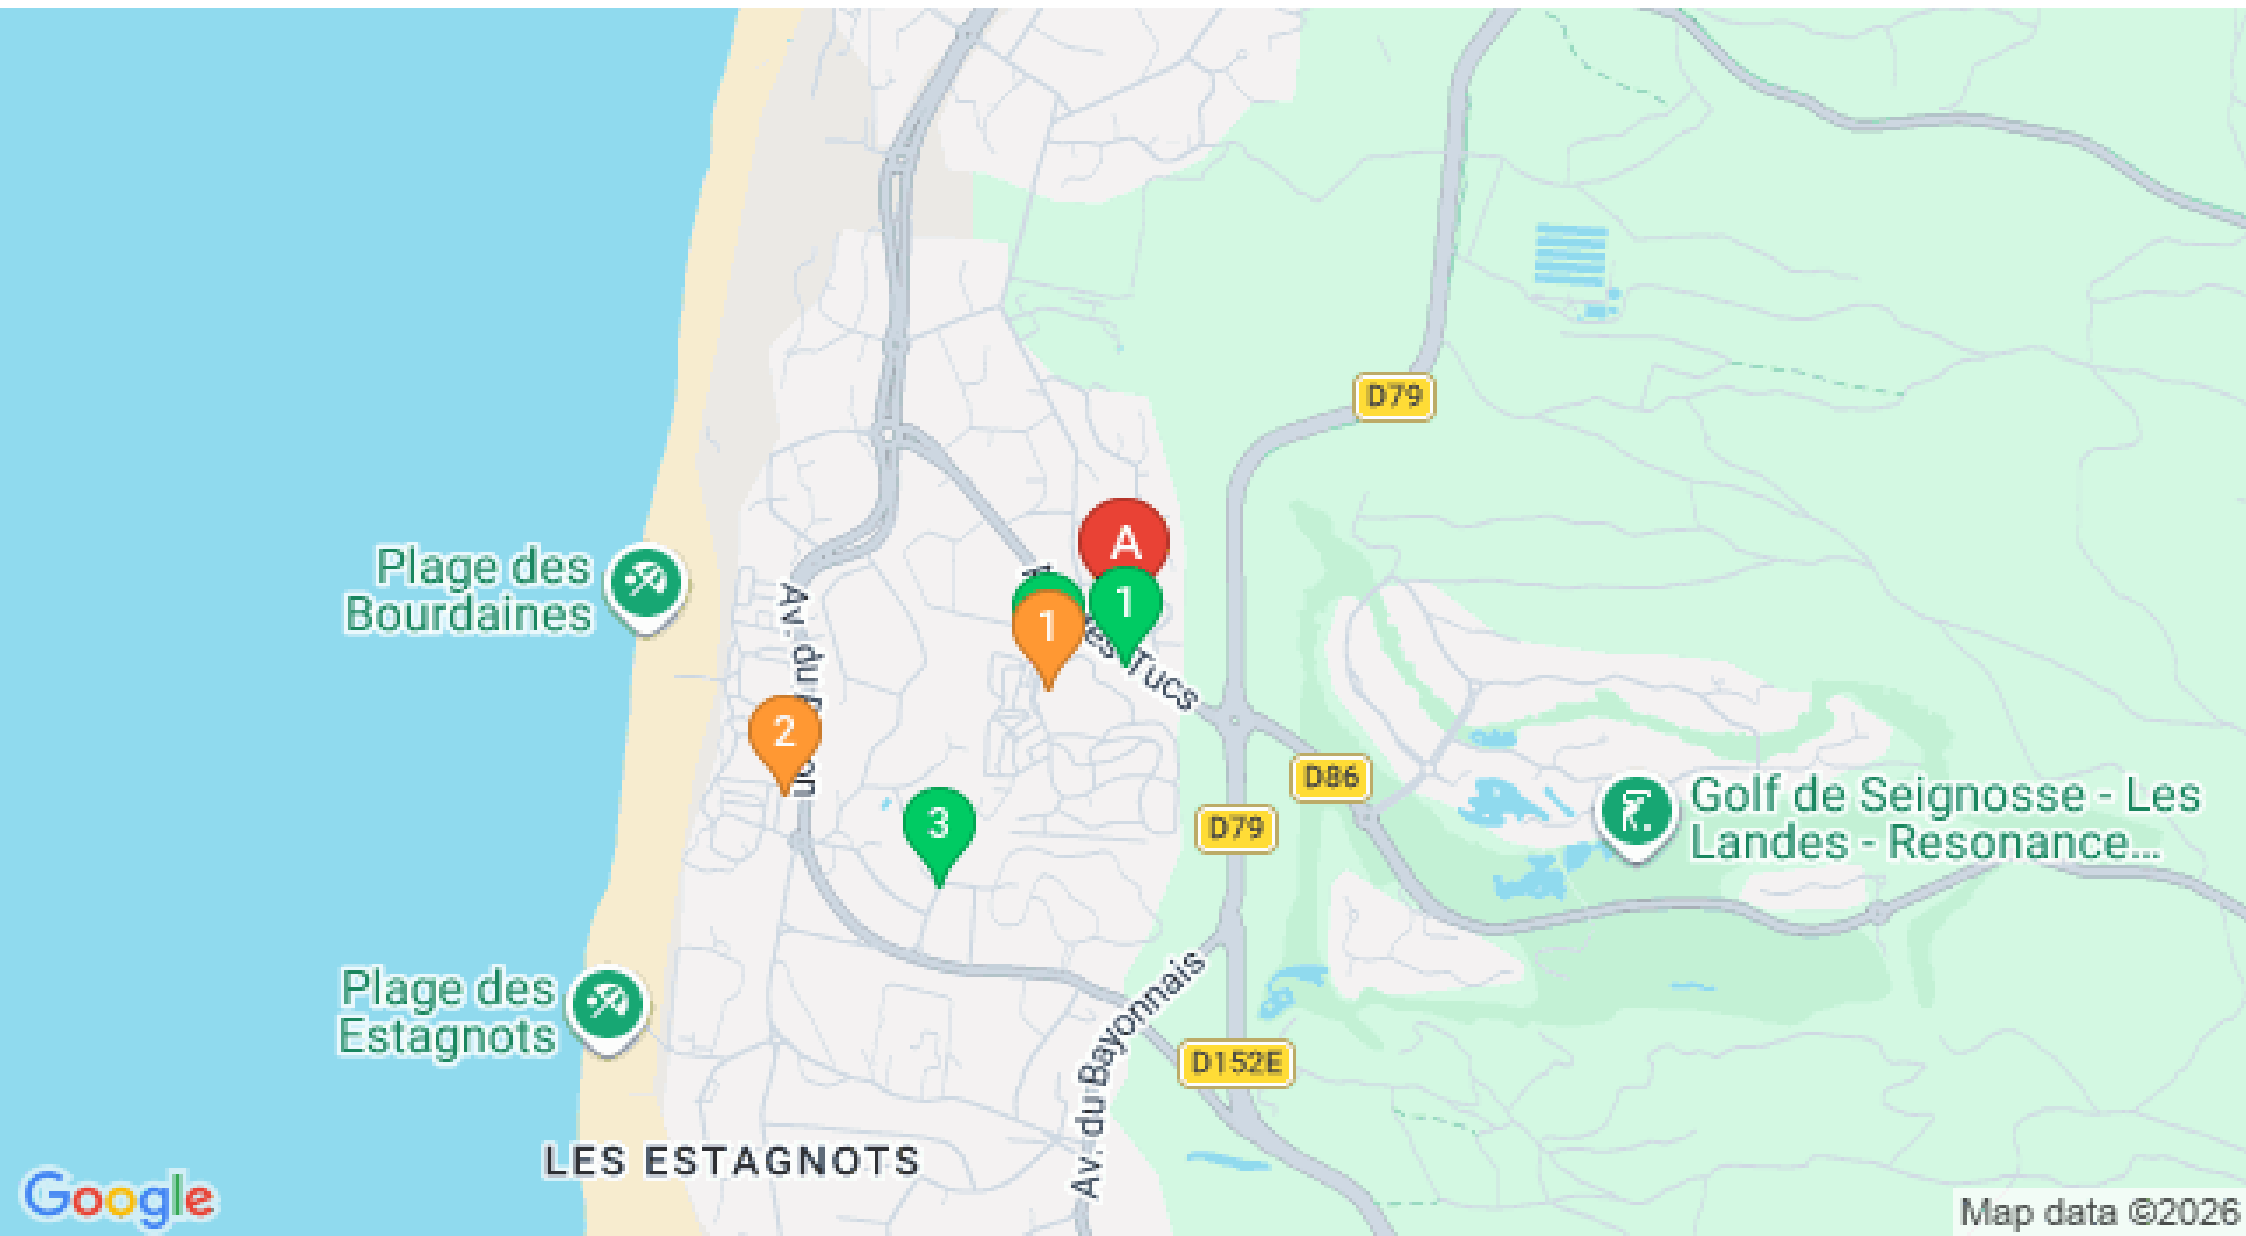 D79
A
Plage des
Bourdaines
1
1
Tucs
Av. du
2
D86
Golf de Seignosse - Les
Landes - Resonance...
3
D79
Plage des
Estagnots
Av. du Bayonnais
D152E
LES ESTAGNOTS
Google
Map data ©2026